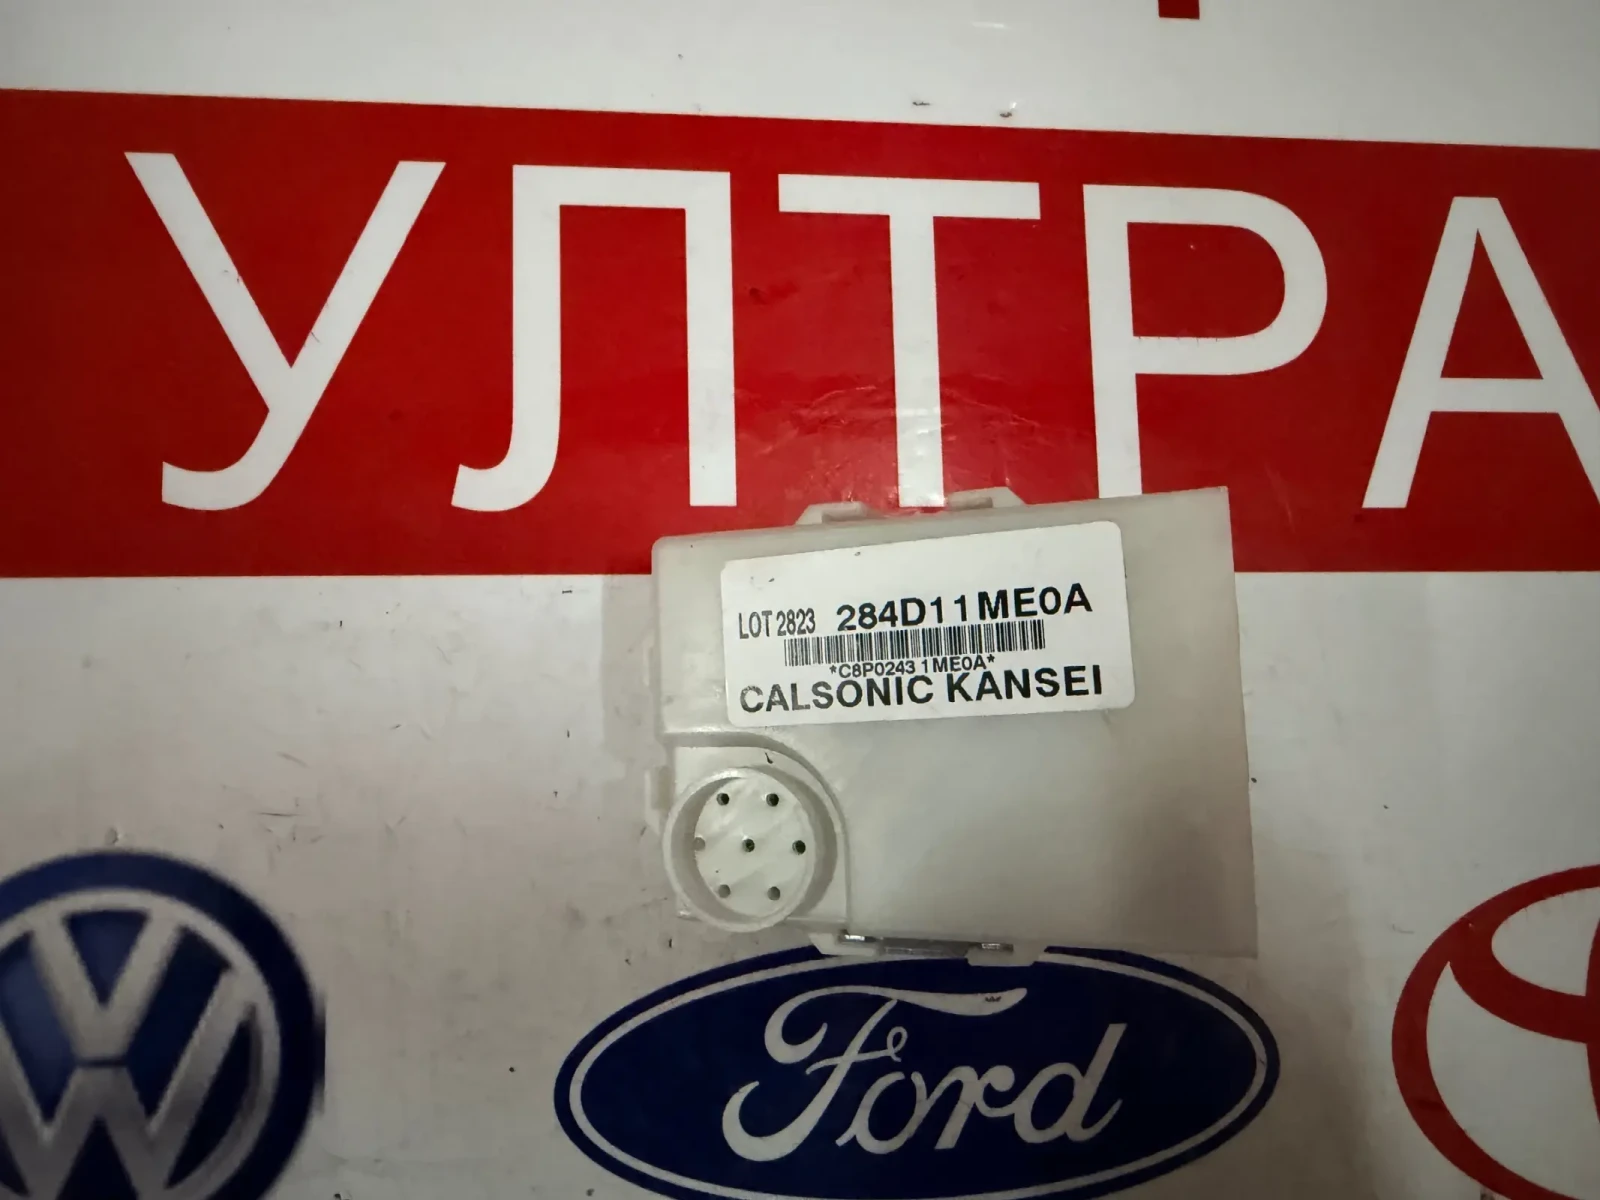 УЛТРА
LOT 2823 284D11ME0A
*C8P0243 1ME0A*
CALSONIC KANSEI
Ford